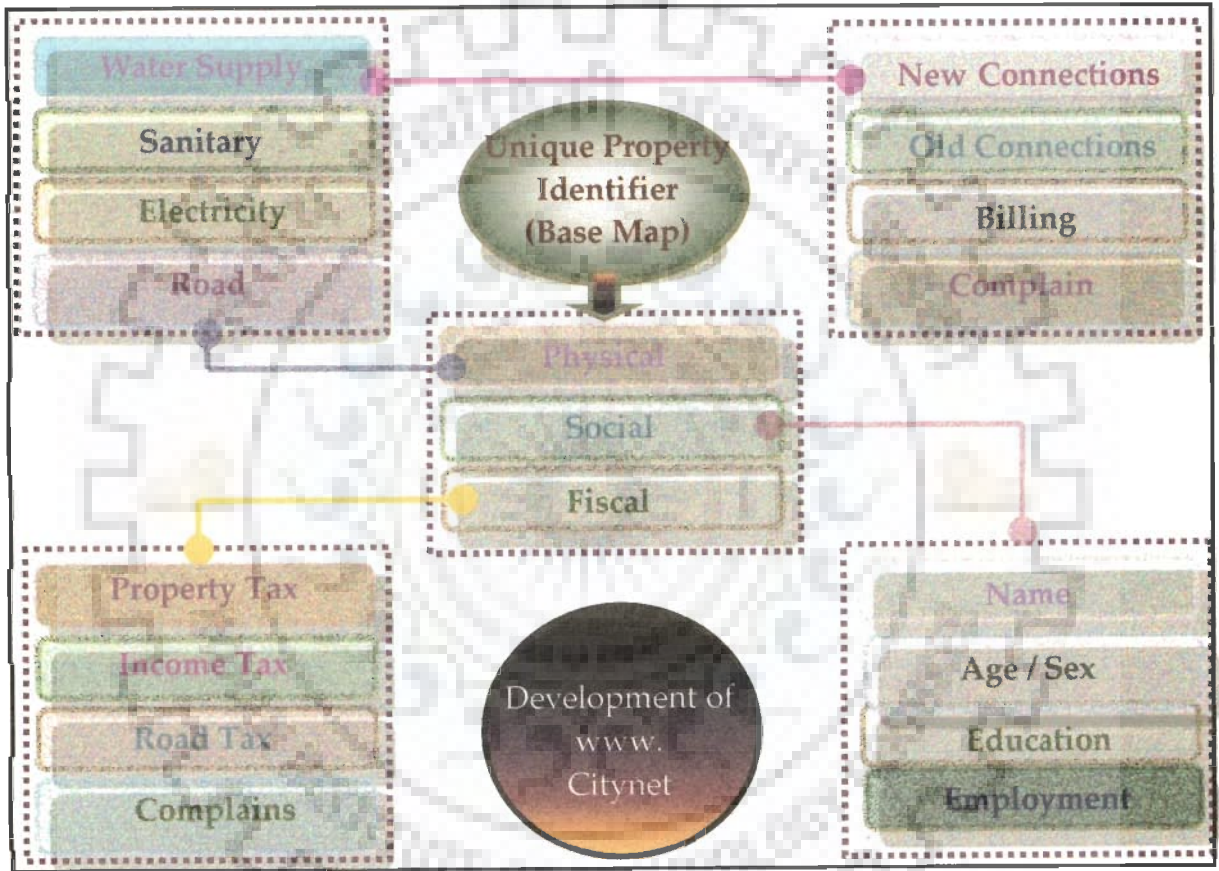 Water Supply
Sanitary
Electricity
Road
Unique Property
Identifier
(Base Map)
New Connections
Old Connections
Billing
Complain
Physical
Social
Fiscal
Property Tax
Income Tax
Road Tax
Complains
Development of
www.
Citynet
Name
Age / Sex
Education
Employment